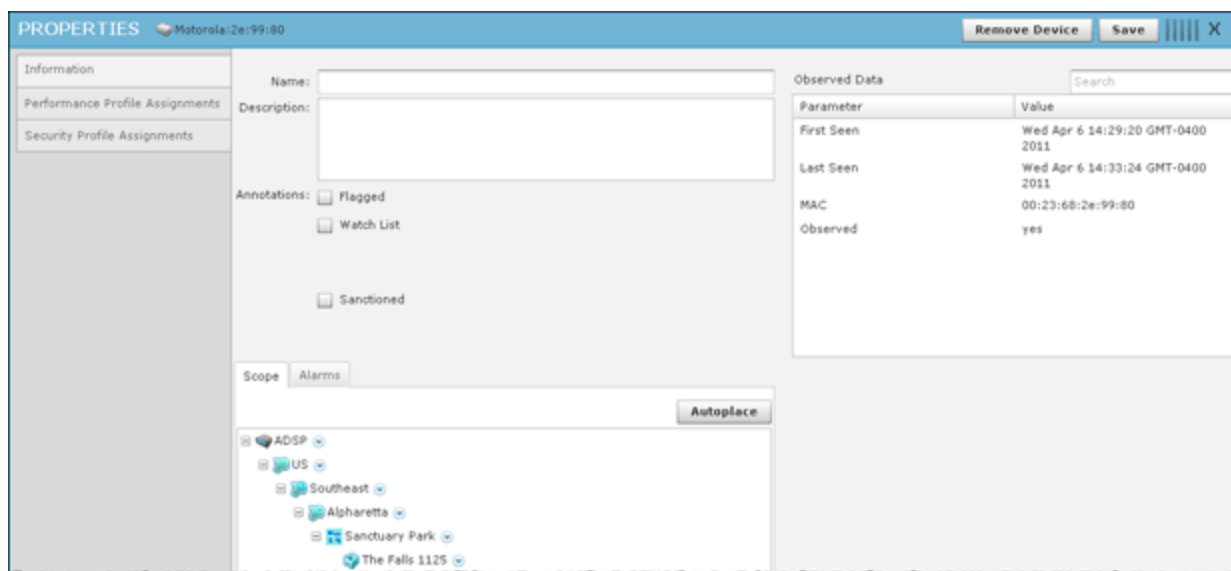 PROPERTIES Motorola:2e:99:80 Remove Device Save X
Information
Performance Profile Assignments
Security Profile Assignments
Name:
Description:
Annotations:
Flagged
Watch List
Sanctioned
Observed Data Search
Parameter Value
First Seen Wed Apr 6 14:29:20 GMT-0400
2011
Last Seen Wed Apr 6 14:33:24 GMT-0400
2011
MAC 00:23:68:2e:99:80
Observed yes
Scope Alarms
Autoplace
ADSP
US
Southeast
Alpharetta
Sanctuary Park
The Falls 1125